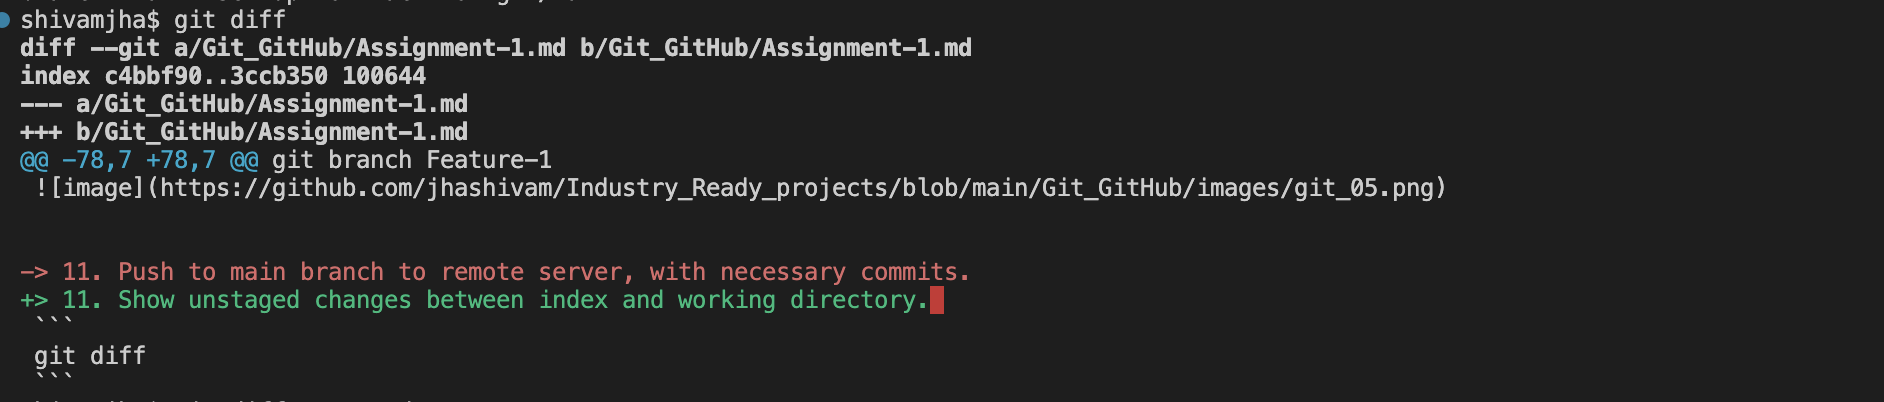 shivamjha$ git diff
diff --git a/Git_GitHub/Assignment-1.md b/Git_GitHub/Assignment-1.md
index c4bbf90..3ccb350 100644
--- a/Git_GitHub/Assignment-1.md
+++ b/Git_GitHub/Assignment-1.md
@@ -78,7 +78,7 @@ git branch Feature-1
 ![image](https://github.com/jhashivam/Industry_Ready_projects/blob/main/Git_GitHub/images/git_05.png)
-> 11. Push to main branch to remote server, with necessary commits.
+> 11. Show unstaged changes between index and working directory.
 ```
 git diff
 ```